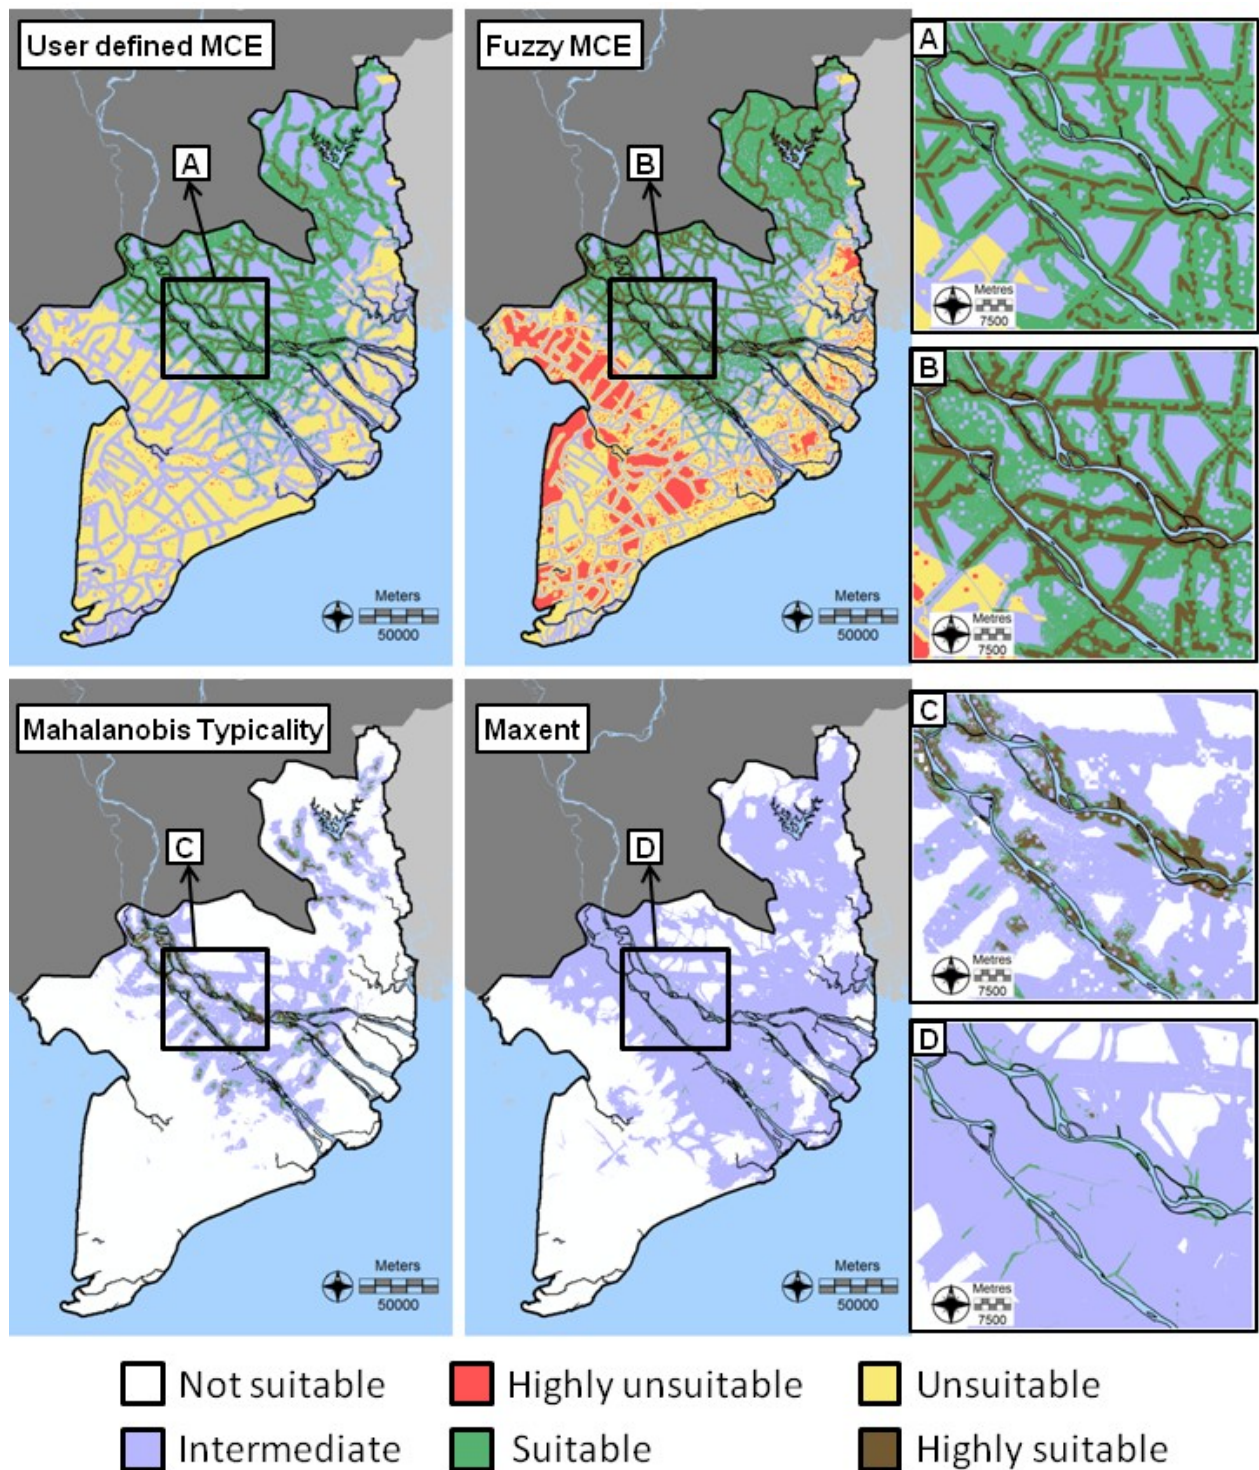 User defined MCE
A
Meters
50000
Fuzzy MCE
B
Meters
50000
A
Metres
7500
B
Metres
7500
Mahalanobis Typicality
C
Meters
50000
Maxent
D
Meters
50000
C
Metres
7500
D
Metres
7500
Not suitable
Highly unsuitable
Unsuitable
Intermediate
Suitable
Highly suitable